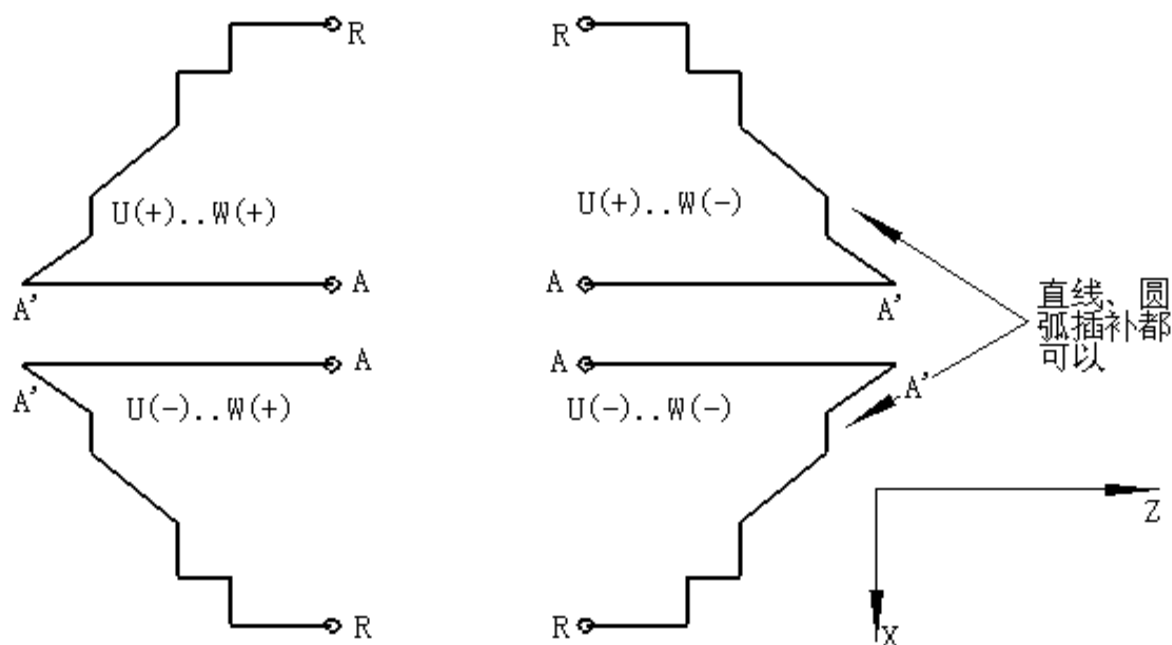 R
R
U(+)..W(+)
U(+)..W(-)
A
A
A'
A'
直线、圆
弧插补都
可以
A
A
A'
A'
U(-)..W(+)
U(-)..W(-)
Z
R
R
X